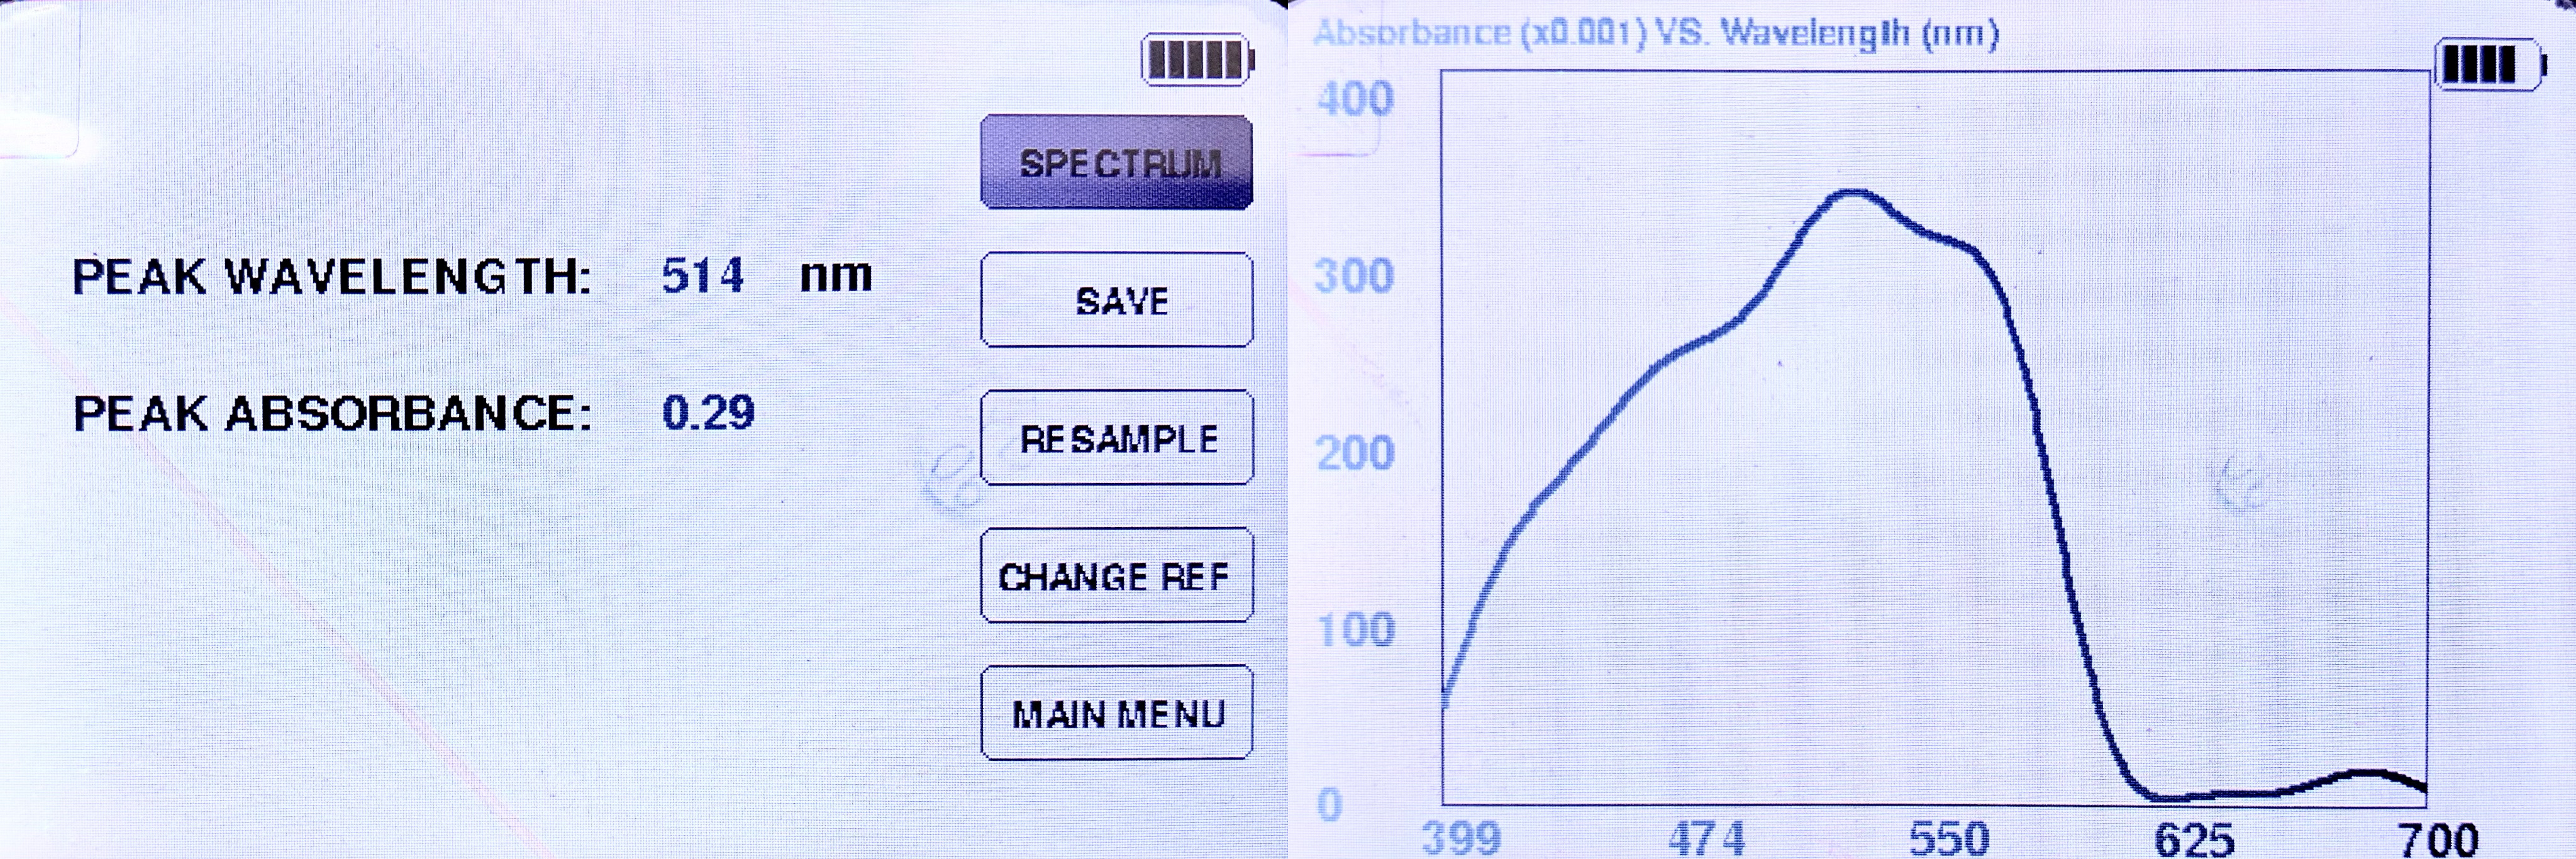 SPECTRUM
PEAK WAVELENGTH: 514 nm
SAVE
PEAK ABSORBANCE: 0.29
RESAMPLE
CHANGE REF
MAIN MENU
Absorbance (x0.001) VS. Wavelength (nm)
400
300
200
100
0
399 474 550 625 700